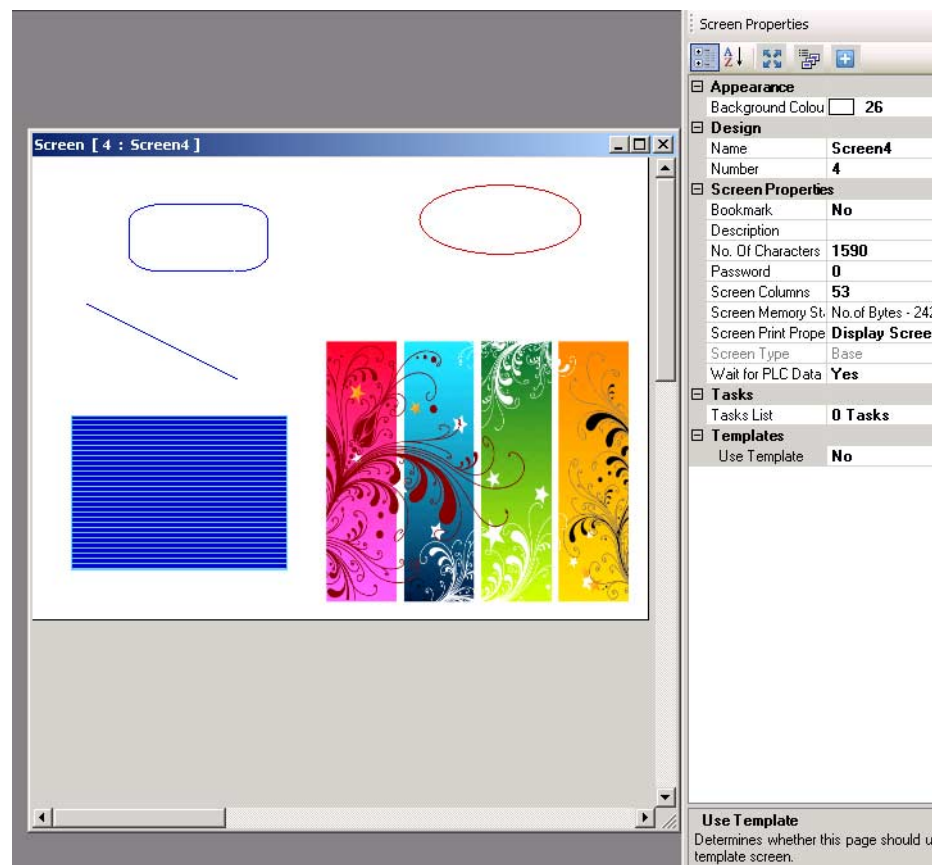 Screen Properties
Appearance
Background Colou 26
Design
Name Screen4
Number 4
Screen Properties
Bookmark No
Description
No. Of Characters 1590
Password 0
Screen Columns 53
Screen Memory St. No.of Bytes - 242
Screen Print Prope Display Scree
Screen Type Base
Wait for PLC Data Yes
Tasks
Tasks List 0 Tasks
Templates
Use Template No
Screen [ 4 : Screen4 ]
Use Template
Determines whether this page should u
template screen.